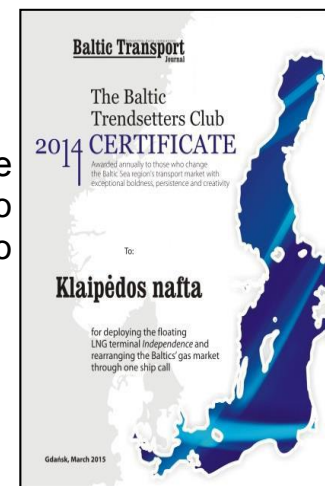 Baltic Transport
Journal
The Baltic
Trendsetters Club
2014 CERTIFICATE
Awarded annually to those who change
the Baltic Sea region's transport market with
exceptional boldness, persistence and creativity
To:
Klaipėdos nafta
for deploying the floating
LNG terminal Independence and
rearranging the Baltics' gas market
through one ship call
Gdańsk, March 2015
e
o
o